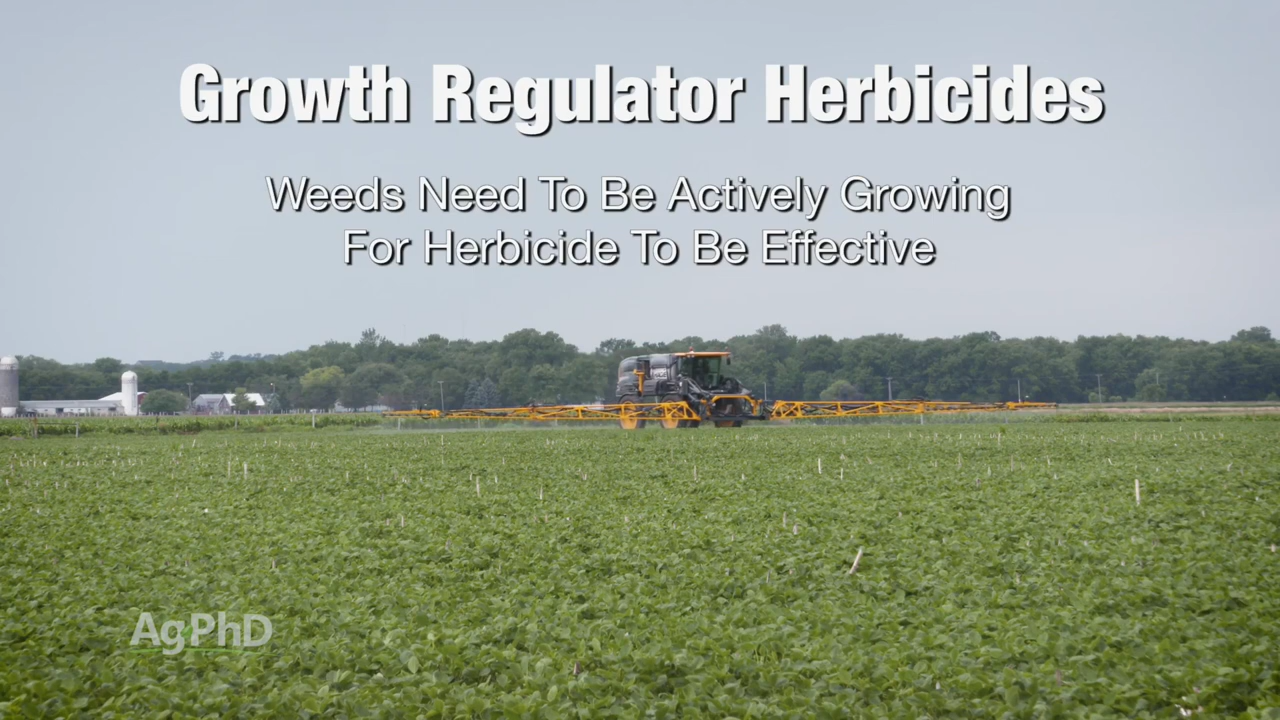 Growth Regulator Herbicides
Weeds Need To Be Actively Growing
For Herbicide To Be Effective
AgPhD